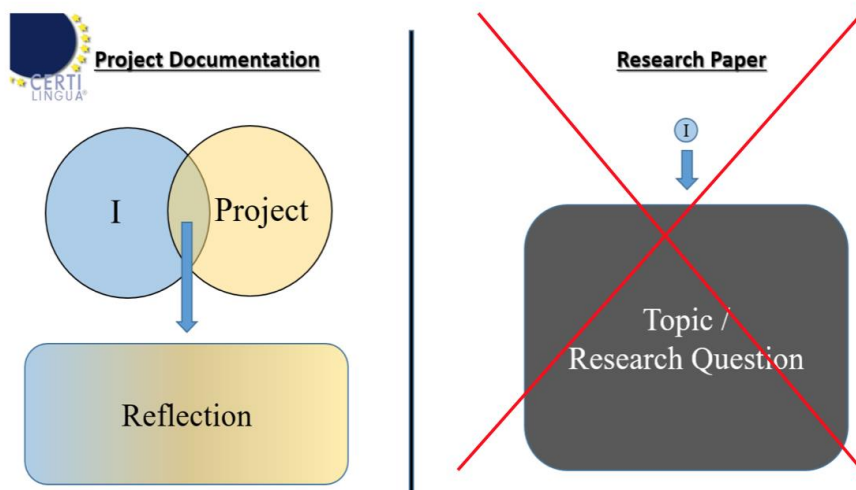 CERTI
LINGUA®
Project Documentation
I
Project
Reflection
Research Paper
I
Topic /
Research Question